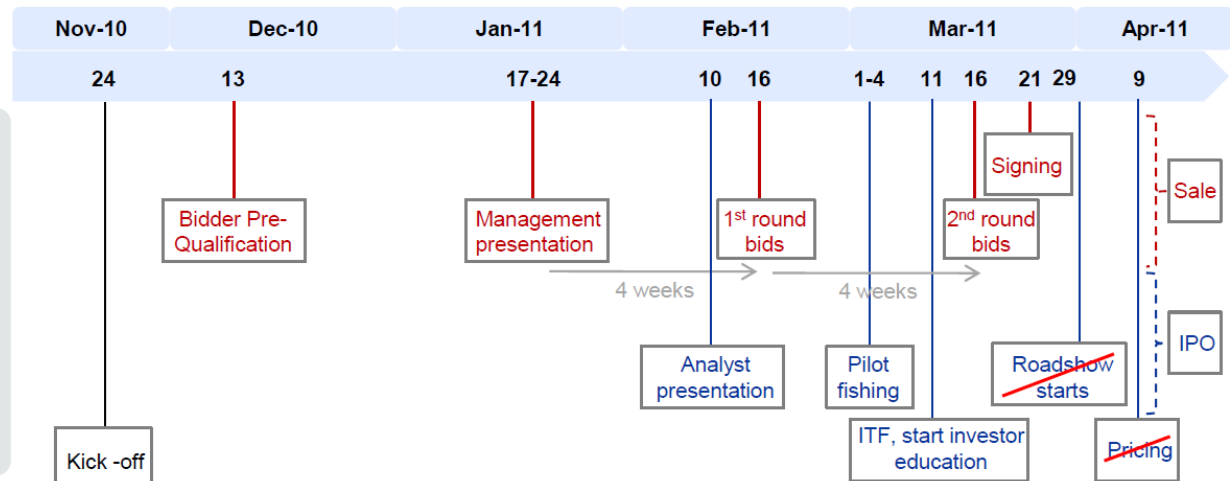 Nov-10 Dec-10 Jan-11 Feb-11 Mar-11 Apr-11
24 13 17-24 10 16 1-4 11 16 21 29 9
Signing
Sale
Bidder Pre-
Qualification
Management
presentation
1st round
bids
2nd round
bids
4 weeks
4 weeks
IPO
Analyst
presentation
Pilot
fishing
Roadshow
starts
ITF, start investor
education
Kick -off
Pricing